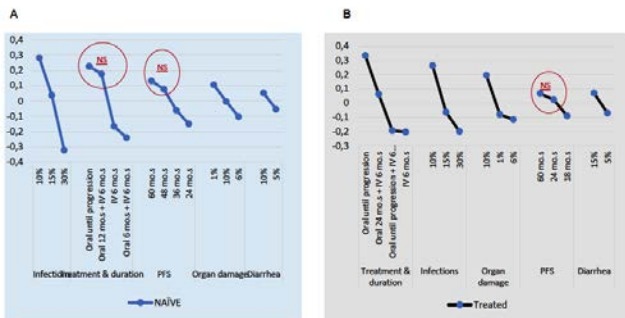 A
0,4
0,3
0,2
0,1
0
-0,1
-0,2
-0,3
-0,4
NS
NS
10%
15%
30%
Oral until progression
Oral 12 mo.s + IV 6 mo.s
IV 6 mo.s
Oral 6 mo.s + IV 6 mo.s
60 mo.s
48 mo.s
36 mo.s
24 mo.s
1%
10%
6%
10%
5%
Infections
Treatment & duration
PFS
Organ damage
Diarrhea
NAÏVE
B
0,4
0,3
0,2
0,1
0
-0,1
-0,2
-0,3
NS
Oral until progression
Oral 24 mo.s + IV 6 mo.s
Oral until progression + IV 6…
IV 6 mo.s
10%
15%
30%
10%
1%
6%
60 mo.s
24 mo.s
18 mo.s
15%
5%
Treatment &
duration
Infections
Organ
damage
PFS
Diarrhea
Treated